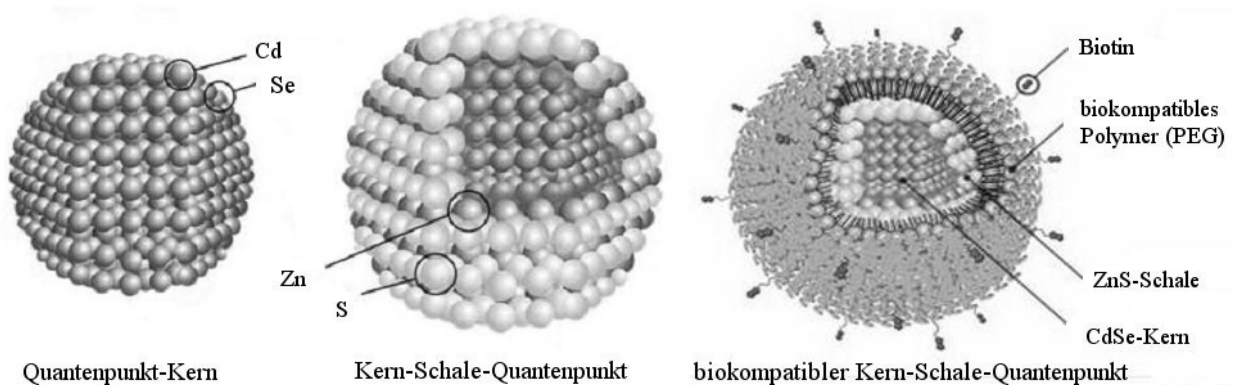 Cd
Se
Quantenpunkt-Kern
Zn
S
Kern-Schale-Quantenpunkt
Biotin
biokompatibles
Polymer (PEG)
ZnS-Schale
CdSe-Kern
biokompatibler Kern-Schale-Quantenpunkt